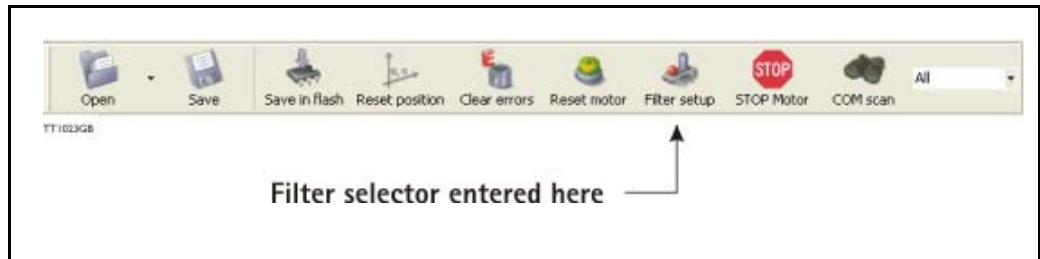 Open Save Save in flash Reset position Clear errors Reset motor Filter setup STOP STOP Motor COM scan All
TT1023GB
Filter selector entered here